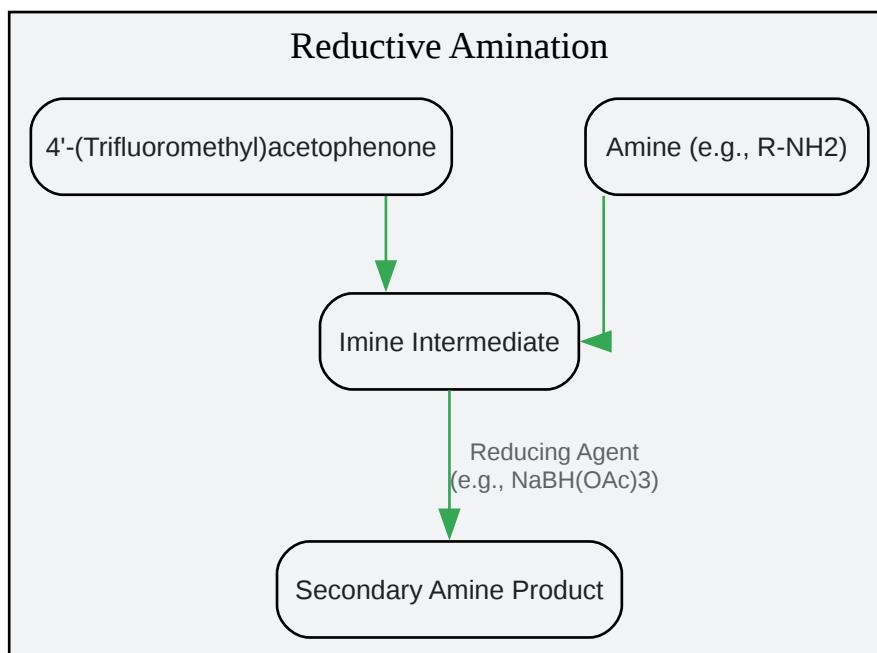 Reductive Amination
4'-(Trifluoromethyl)acetophenone
Amine (e.g., R-NH2)
Imine Intermediate
Reducing Agent
(e.g., NaBH(OAc)3)
Secondary Amine Product